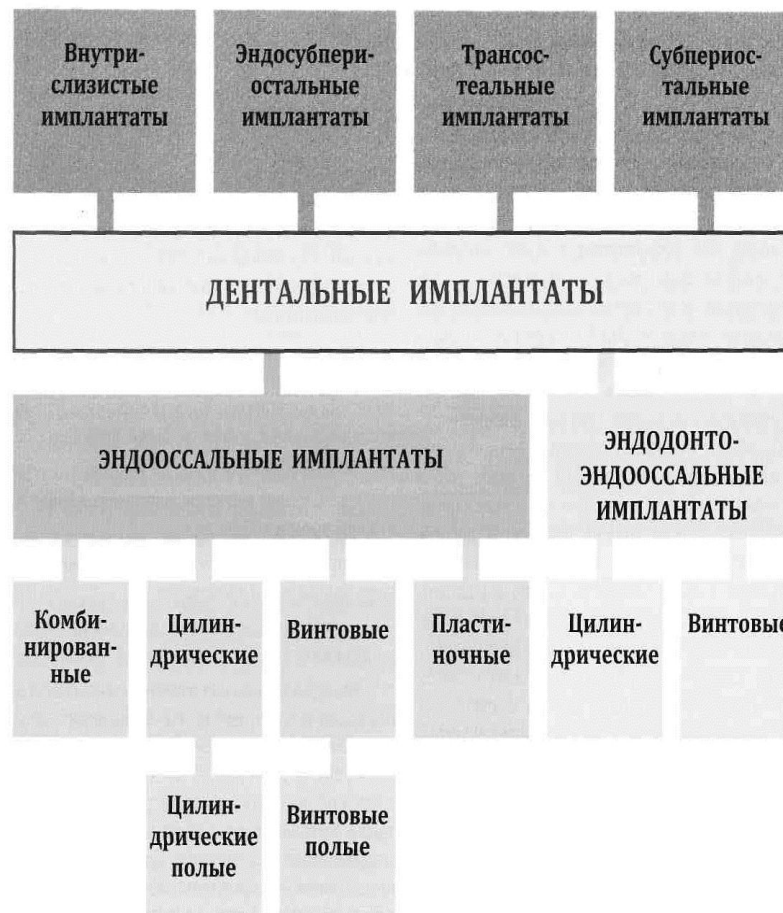 Внутри-
слизистые
имплантаты
Эндосубпери-
остальные
имплантаты
Трансос-
теальные
имплантаты
Субпериос-
тальные
имплантаты
ДЕНТАЛЬНЫЕ ИМПЛАНТАТЫ
ЭНДООССАЛЬНЫЕ ИМПЛАНТАТЫ
ЭНДОДОНТО-
ЭНДООССАЛЬНЫЕ
ИМПЛАНТАТЫ
Комби-
нирован-
ные
Цилин-
дрические
Винтовые
Пласти-
ночные
Цилин-
дрические
Винтовые
Цилин-
дрические
полые
Винтовые
полые